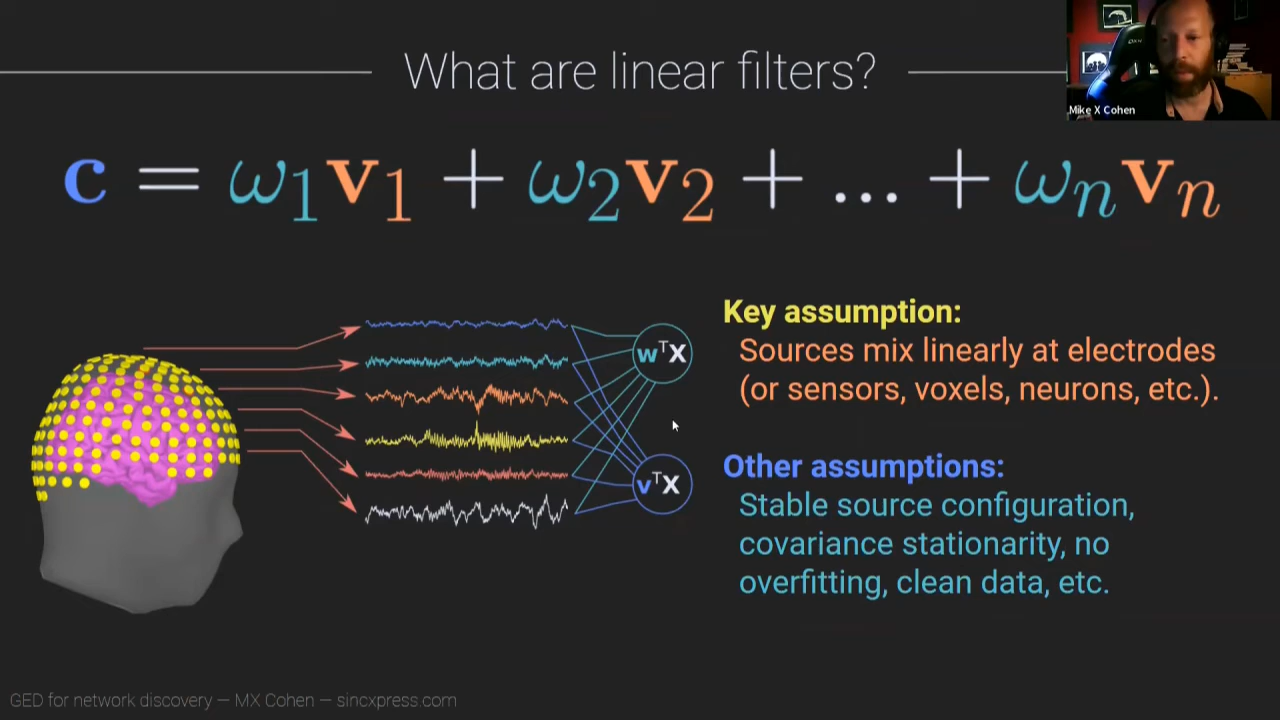 What are linear filters?
Mike X Cohen
c = ω₁v₁ + ω₂v₂ + ... + ωₙvₙ
wᵀX
vᵀX
Key assumption:
Sources mix linearly at electrodes
(or sensors, voxels, neurons, etc.).
Other assumptions:
Stable source configuration,
covariance stationarity, no
overfitting, clean data, etc.
GED for network discovery — MX Cohen — sincxpress.com